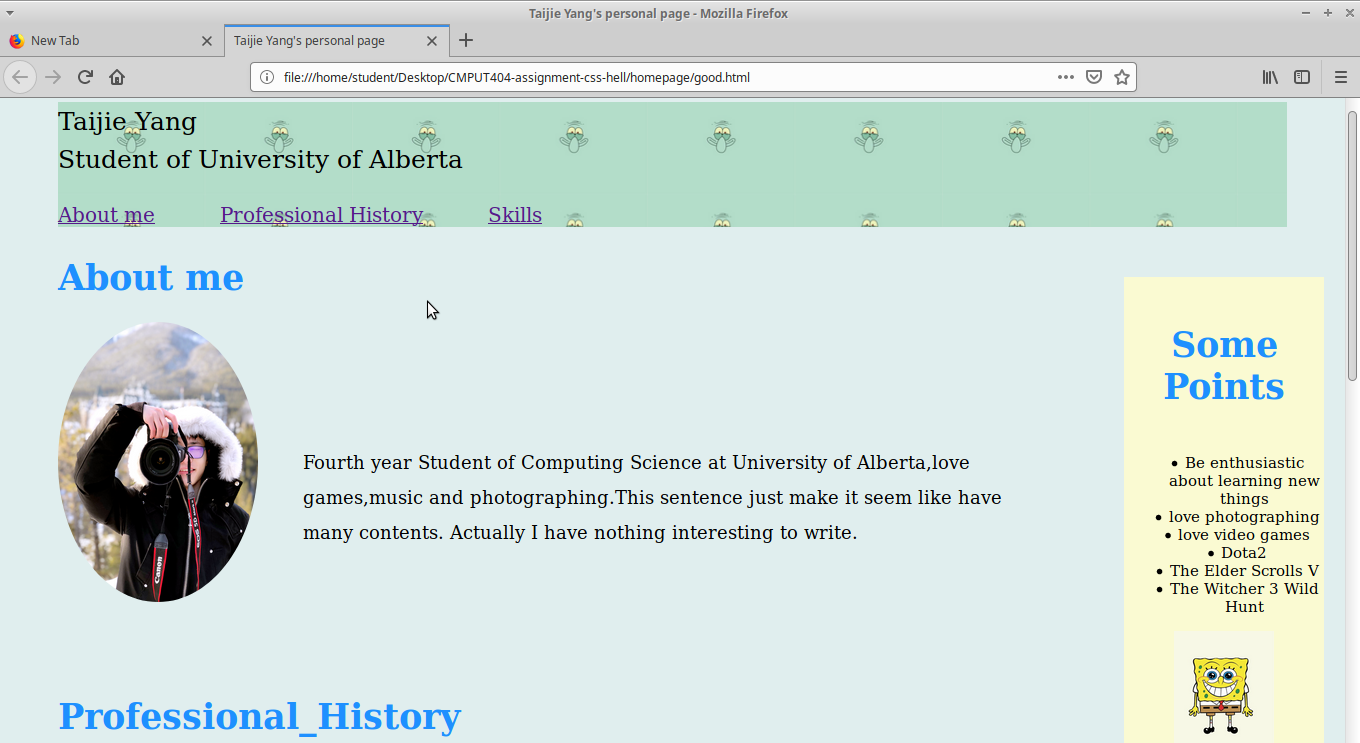 Taijie Yang's personal page - Mozilla Firefox
New Tab
Taijie Yang's personal page
file:///home/student/Desktop/CMPUT404-assignment-css-hell/homepage/good.html
Taijie Yang
Student of University of Alberta
About me Professional History Skills
About me
Fourth year Student of Computing Science at University of Alberta,love
games,music and photographing.This sentence just make it seem like have
many contents. Actually I have nothing interesting to write.
Canon
Professional_History
Some
Points
• Be enthusiastic
about learning new
things
• love photographing
• love video games
• Dota2
• The Elder Scrolls V
• The Witcher 3 Wild
Hunt